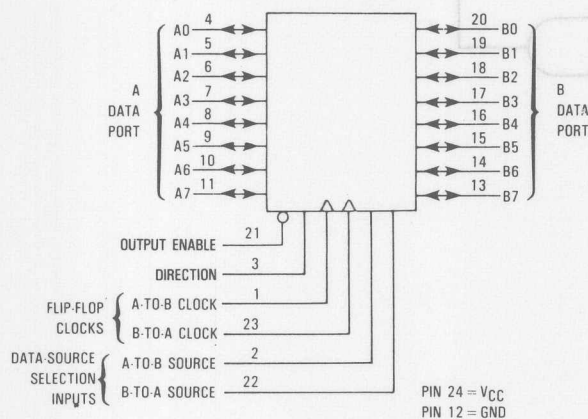 A0 4 20 B0
A1 5 19 B1
A2 6 18 B2
A3 7 17 B3
A4 8 16 B4
A5 9 15 B5
A6 10 14 B6
A7 11 13 B7
A
DATA
PORT
B
DATA
PORT
OUTPUT ENABLE 21
DIRECTION 3
FLIP-FLOP
CLOCKS
A-TO-B CLOCK 1
B-TO-A CLOCK 23
DATA-SOURCE
SELECTION
INPUTS
A-TO-B SOURCE 2
B-TO-A SOURCE 22
PIN 24 = VCC
PIN 12 = GND